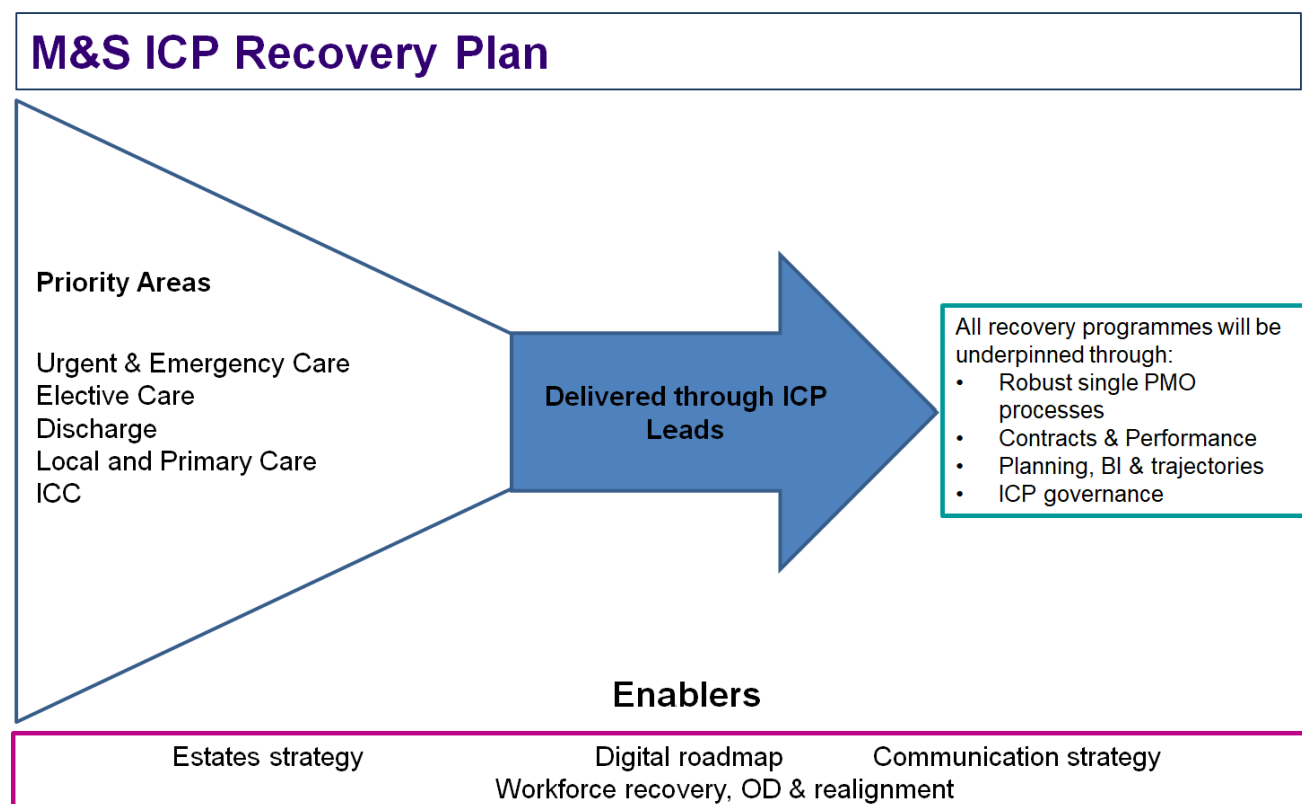 M&S ICP Recovery Plan
Priority Areas
Urgent & Emergency Care
Elective Care
Discharge
Local and Primary Care
ICC
Delivered through ICP
Leads
All recovery programmes will be
underpinned through:
• Robust single PMO
processes
• Contracts & Performance
• Planning, BI & trajectories
• ICP governance
Enablers
Estates strategy Digital roadmap Communication strategy
Workforce recovery, OD & realignment